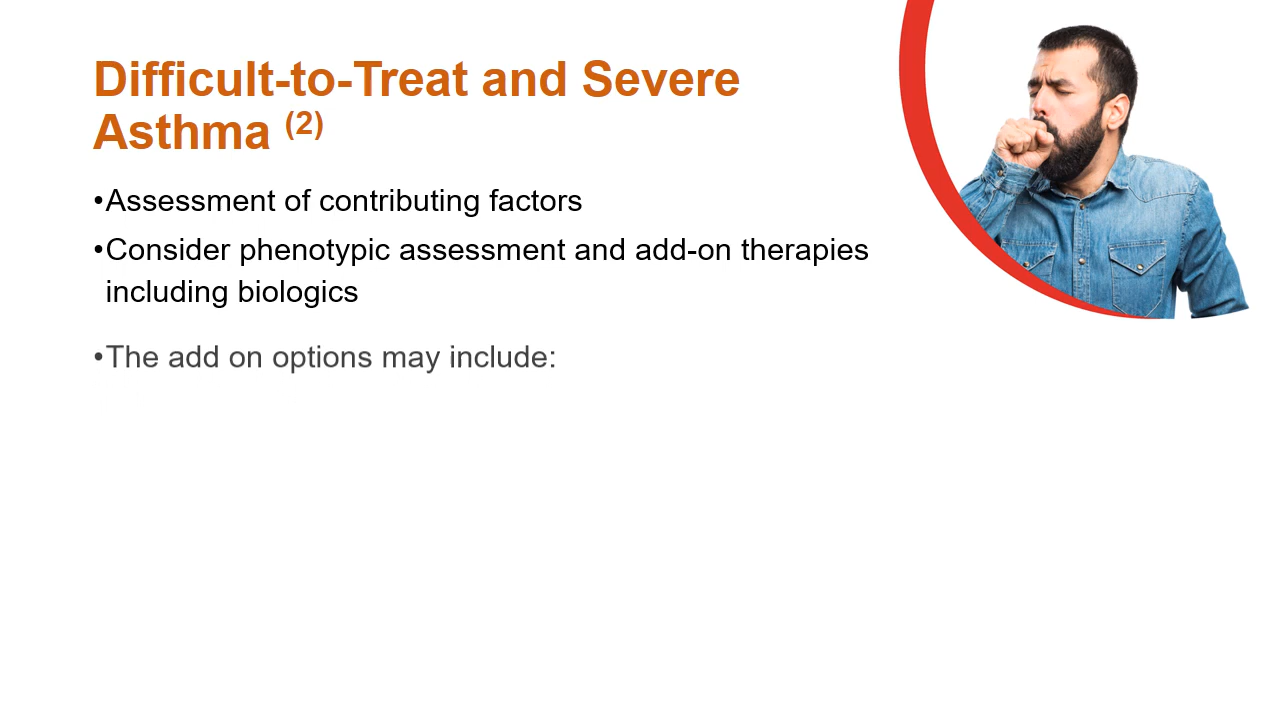 Difficult-to-Treat and Severe
Asthma (2)
•Assessment of contributing factors
•Consider phenotypic assessment and add-on therapies
including biologics
•The add on options may include: